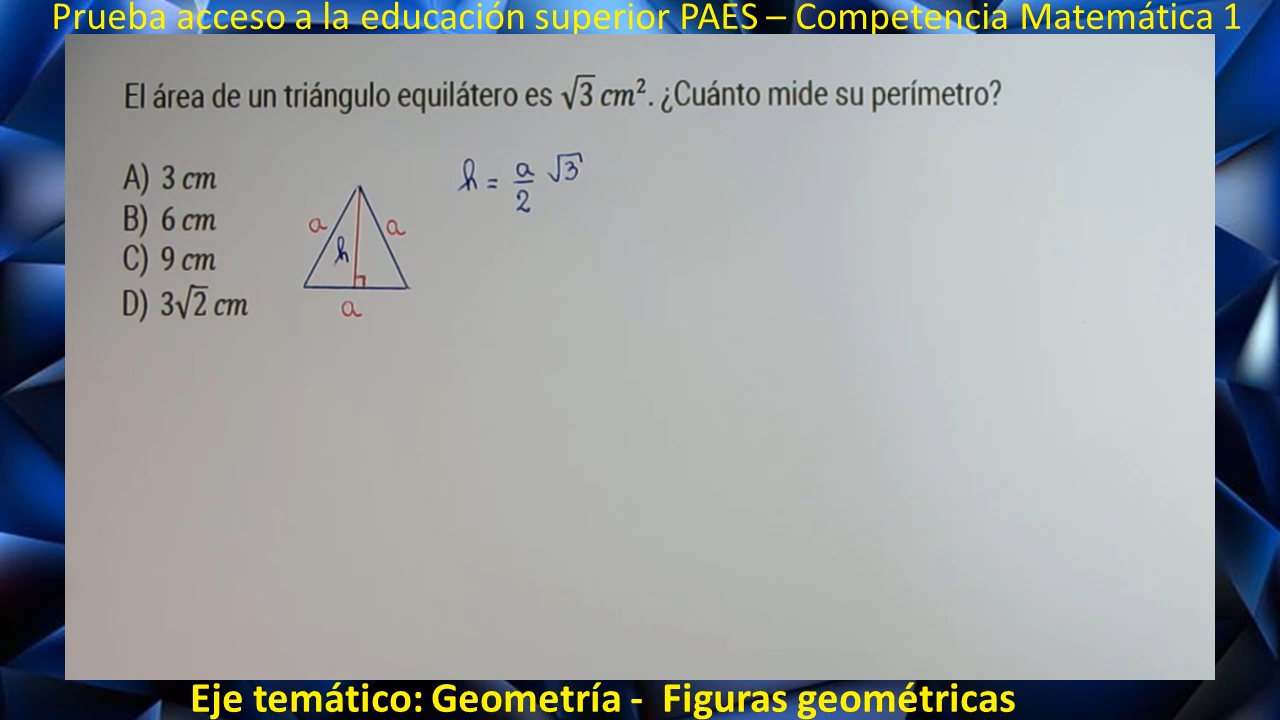 Prueba acceso a la educación superior PAES – Competencia Matemática 1
El área de un triángulo equilátero es √3 cm². ¿Cuánto mide su perímetro?
A) 3 cm
B) 6 cm
C) 9 cm
D) 3√2 cm
a
a
h
a
h = a/2 √3
Eje temático: Geometría - Figuras geométricas